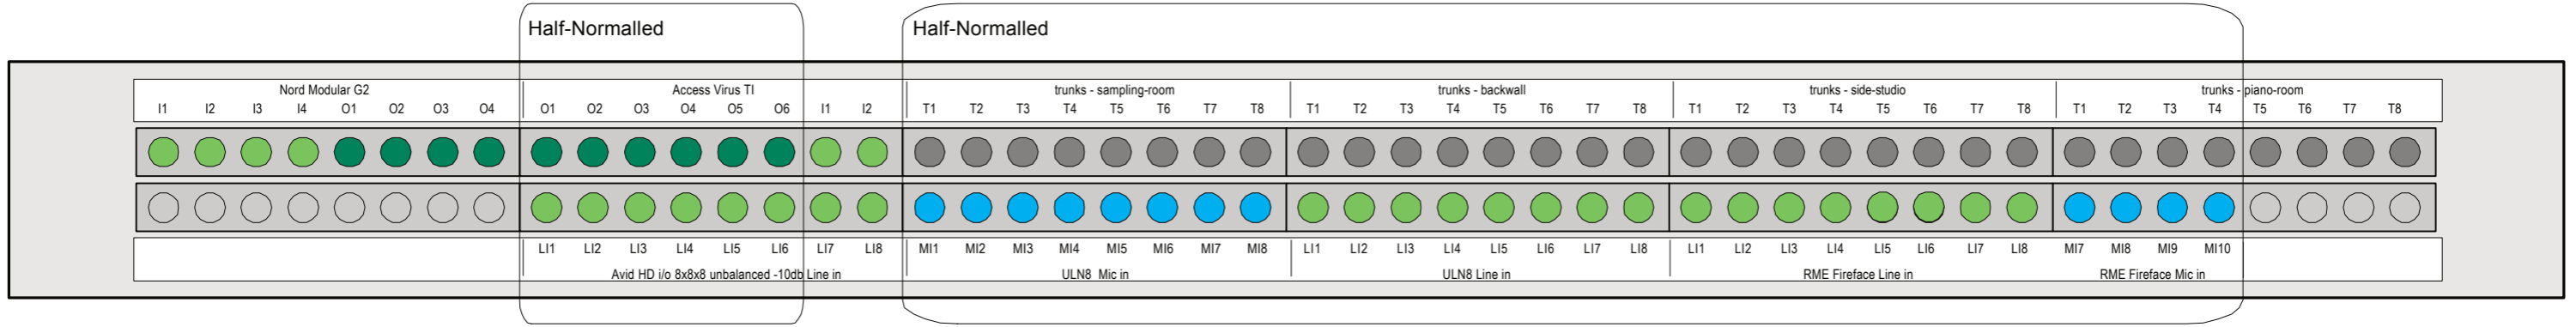 Half-Normalled Half-Normalled
Nord Modular G2 Access Virus TI trunks - sampling-room trunks - backwall trunks - side-studio trunks - piano-room
I1 I2 I3 I4 O1 O2 O3 O4 O1 O2 O3 O4 O5 O6 I1 I2 T1 T2 T3 T4 T5 T6 T7 T8 T1 T2 T3 T4 T5 T6 T7 T8 T1 T2 T3 T4 T5 T6 T7 T8 T1 T2 T3 T4 T5 T6 T7 T8
LI1 LI2 LI3 LI4 LI5 LI6 LI7 LI8 MI1 MI2 MI3 MI4 MI5 MI6 MI7 MI8 LI1 LI2 LI3 LI4 LI5 LI6 LI7 LI8 LI1 LI2 LI3 LI4 LI5 LI6 LI7 LI8 MI7 MI8 MI9 MI10
Avid HD i/o 8x8x8 unbalanced -10db Line in ULN8 Mic in ULN8 Line in RME Fireface Line in RME Fireface Mic in